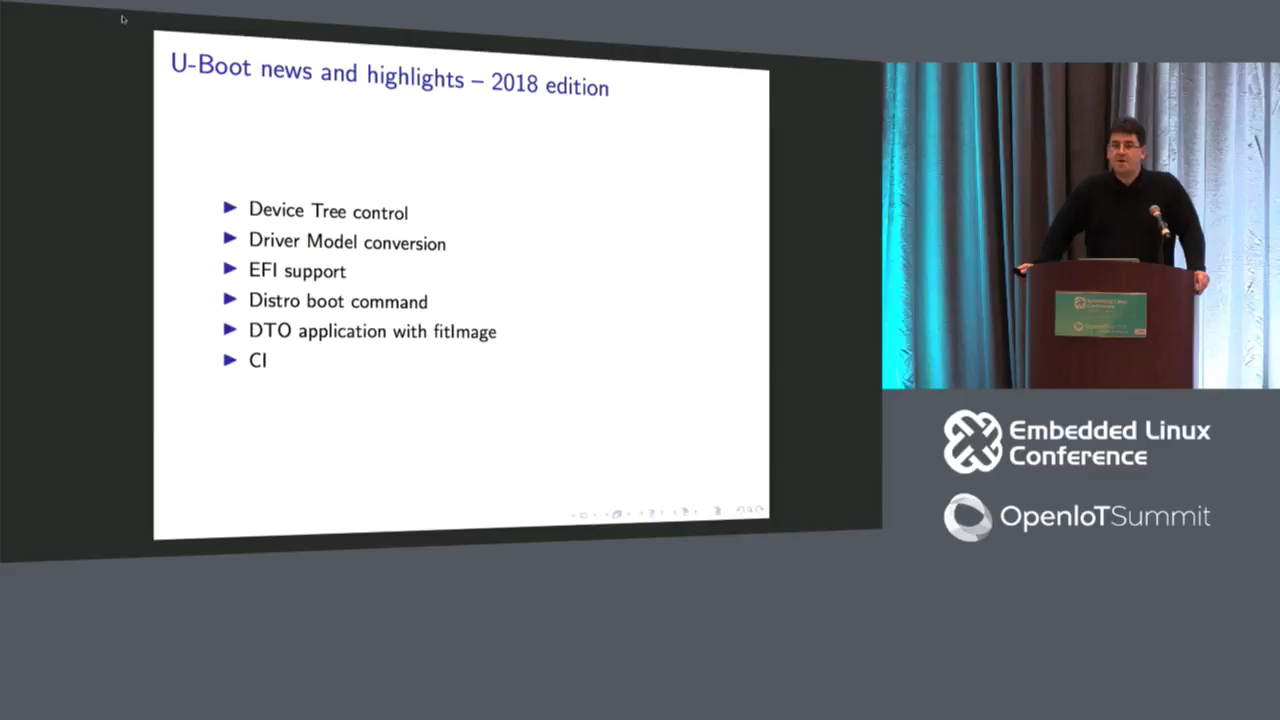 U-Boot news and highlights – 2018 edition
Device Tree control
Driver Model conversion
EFI support
Distro boot command
DTO application with fitImage
CI
Embedded Linux
Conference
OpenIoTSummit